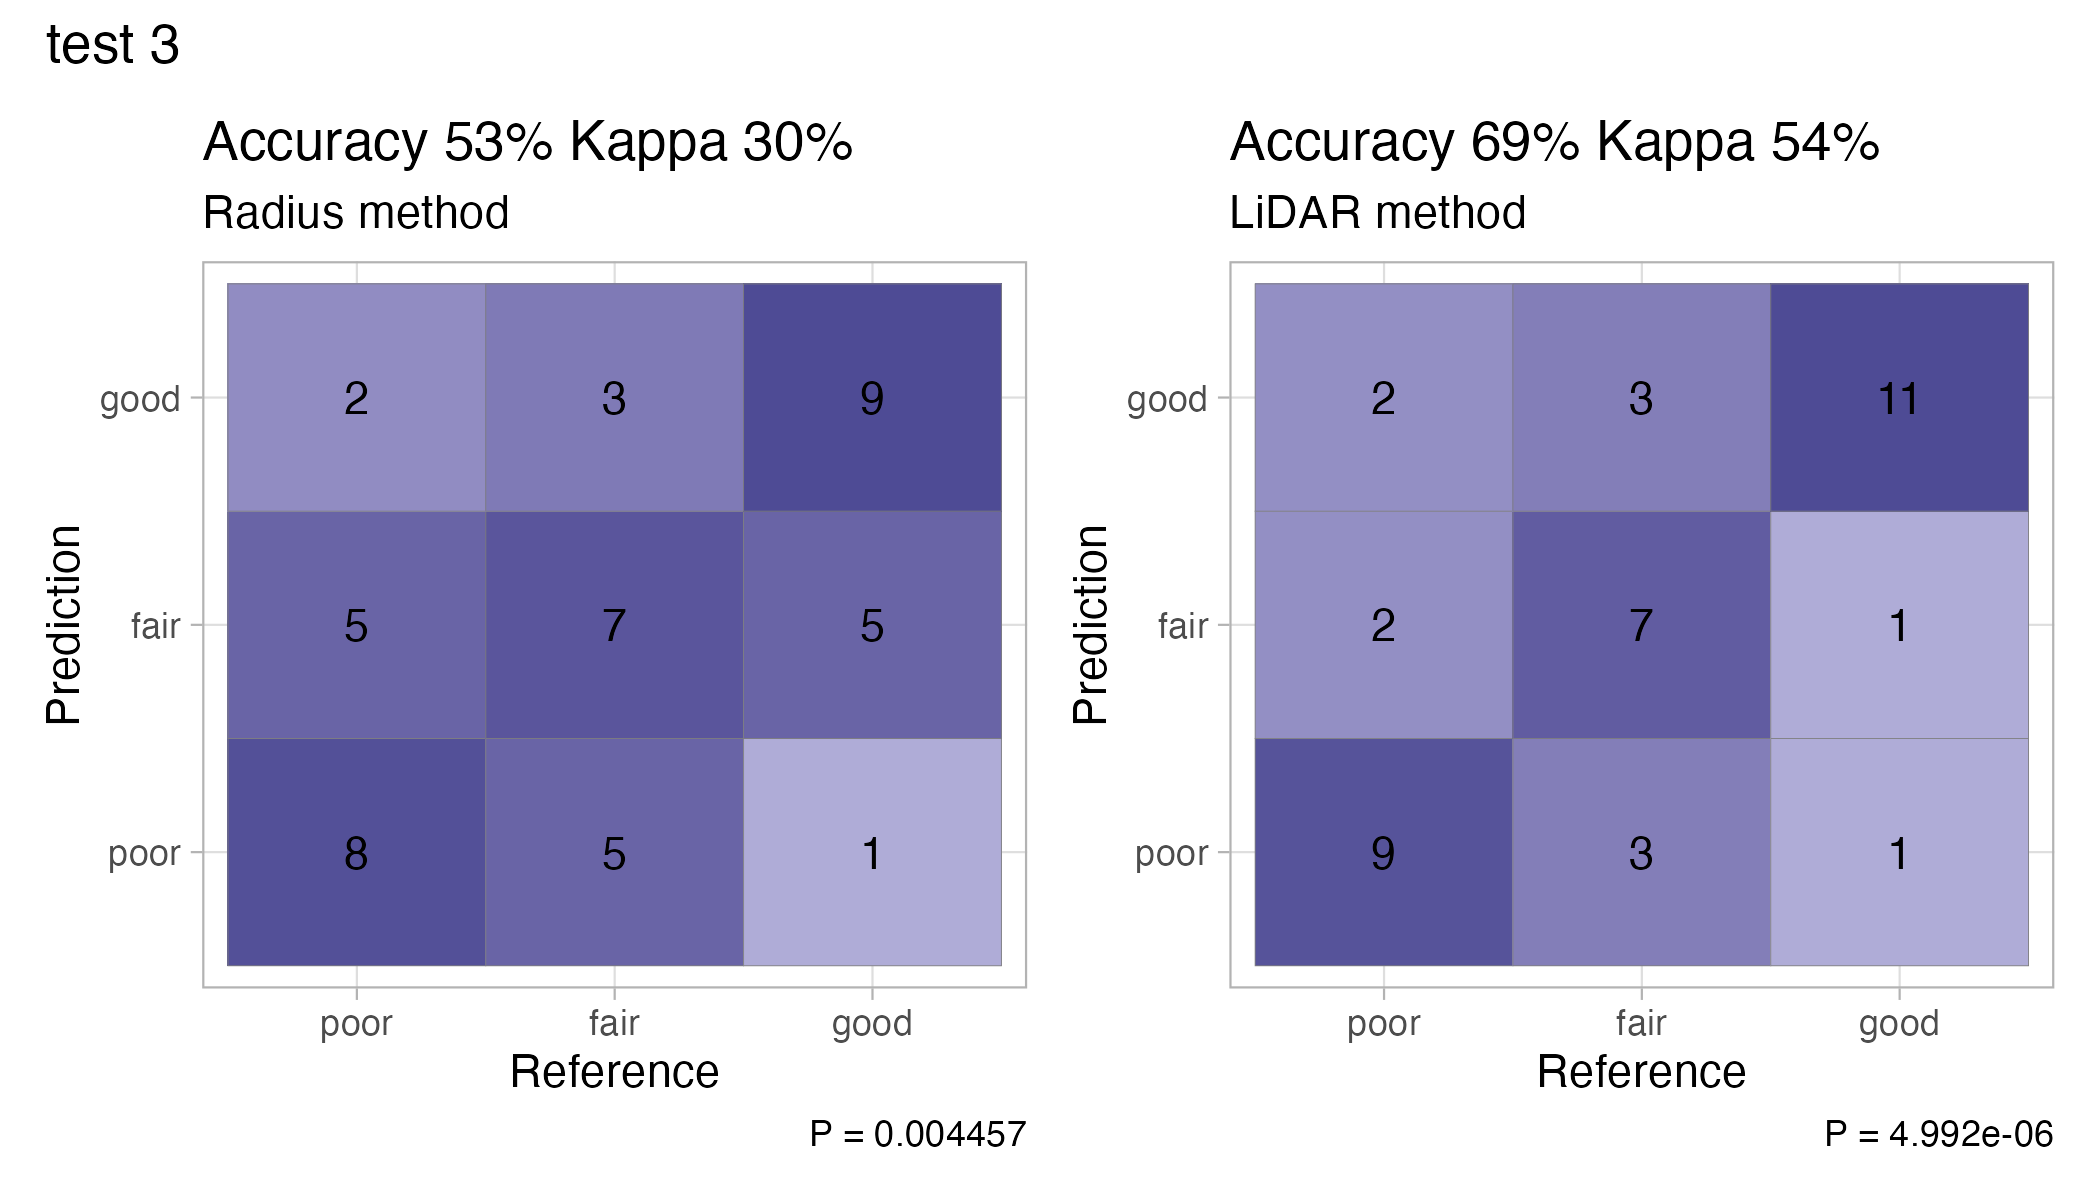 test 3
Accuracy 53% Kappa 30%
Radius method
Prediction
good
fair
poor
2 3 9
5 7 5
8 5 1
poor fair good
Reference
P = 0.004457
Accuracy 69% Kappa 54%
LiDAR method
Prediction
good
fair
poor
2 3 11
2 7 1
9 3 1
poor fair good
Reference
P = 4.992e-06